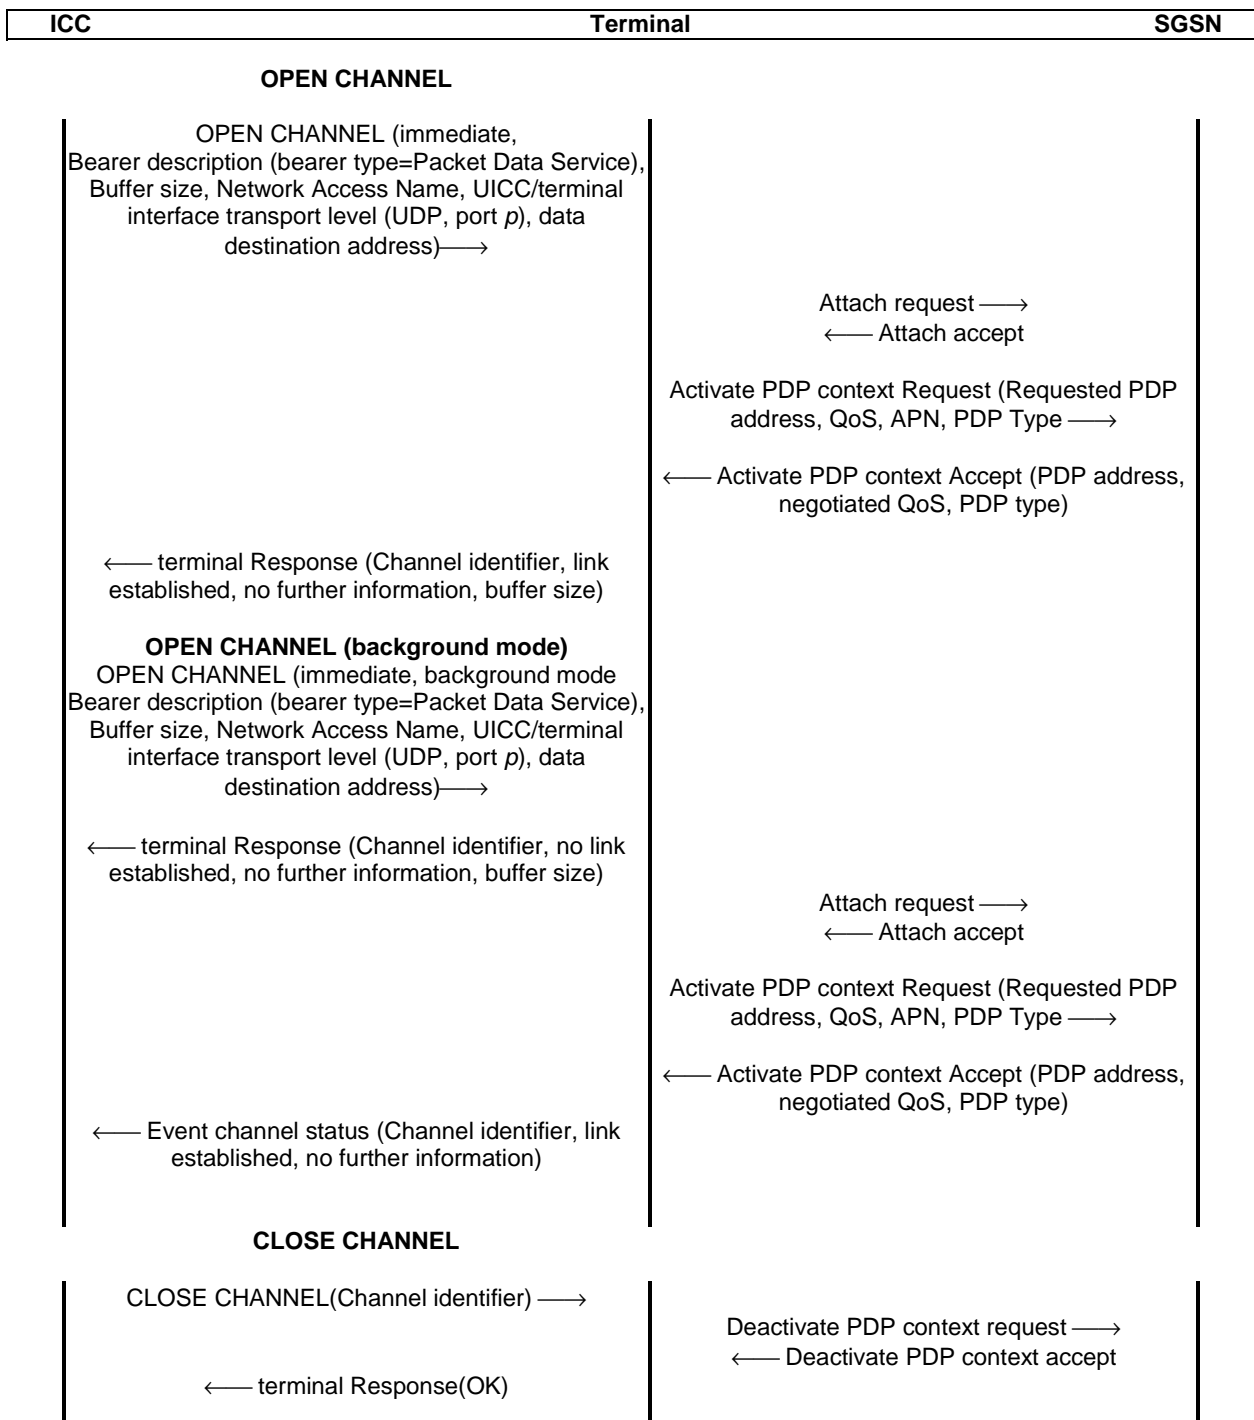 ICC Terminal SGSN
OPEN CHANNEL
OPEN CHANNEL (immediate,
Bearer description (bearer type=Packet Data Service),
Buffer size, Network Access Name, UICC/terminal
interface transport level (UDP, port p), data
destination address)⟶
Attach request ⟶
⟵ Attach accept
Activate PDP context Request (Requested PDP
address, QoS, APN, PDP Type ⟶
⟵ Activate PDP context Accept (PDP address,
negotiated QoS, PDP type)
⟵ terminal Response (Channel identifier, link
established, no further information, buffer size)
OPEN CHANNEL (background mode)
OPEN CHANNEL (immediate, background mode
Bearer description (bearer type=Packet Data Service),
Buffer size, Network Access Name, UICC/terminal
interface transport level (UDP, port p), data
destination address)⟶
⟵ terminal Response (Channel identifier, no link
established, no further information, buffer size)
Attach request ⟶
⟵ Attach accept
Activate PDP context Request (Requested PDP
address, QoS, APN, PDP Type ⟶
⟵ Activate PDP context Accept (PDP address,
negotiated QoS, PDP type)
⟵ Event channel status (Channel identifier, link
established, no further information)
CLOSE CHANNEL
CLOSE CHANNEL(Channel identifier) ⟶
Deactivate PDP context request ⟶
⟵ Deactivate PDP context accept
⟵ terminal Response(OK)